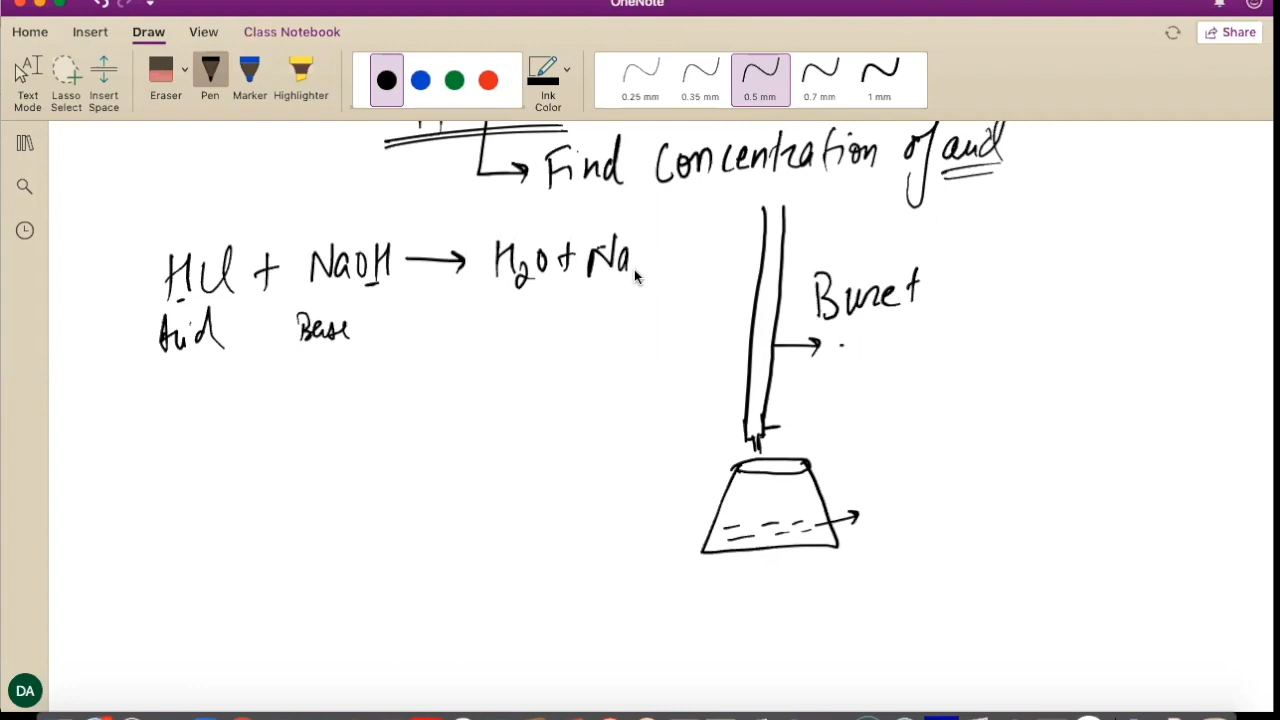 OneNote
Home Insert Draw View Class Notebook Share
Text Mode
Lasso Select
Insert Space
Eraser
Pen
Marker
Highlighter
Ink Color
0.25 mm 0.35 mm 0.5 mm 0.7 mm 1 mm
Find Concentration of
HCl + NaOH → H₂O + Na
Acid Base
Buret
DA